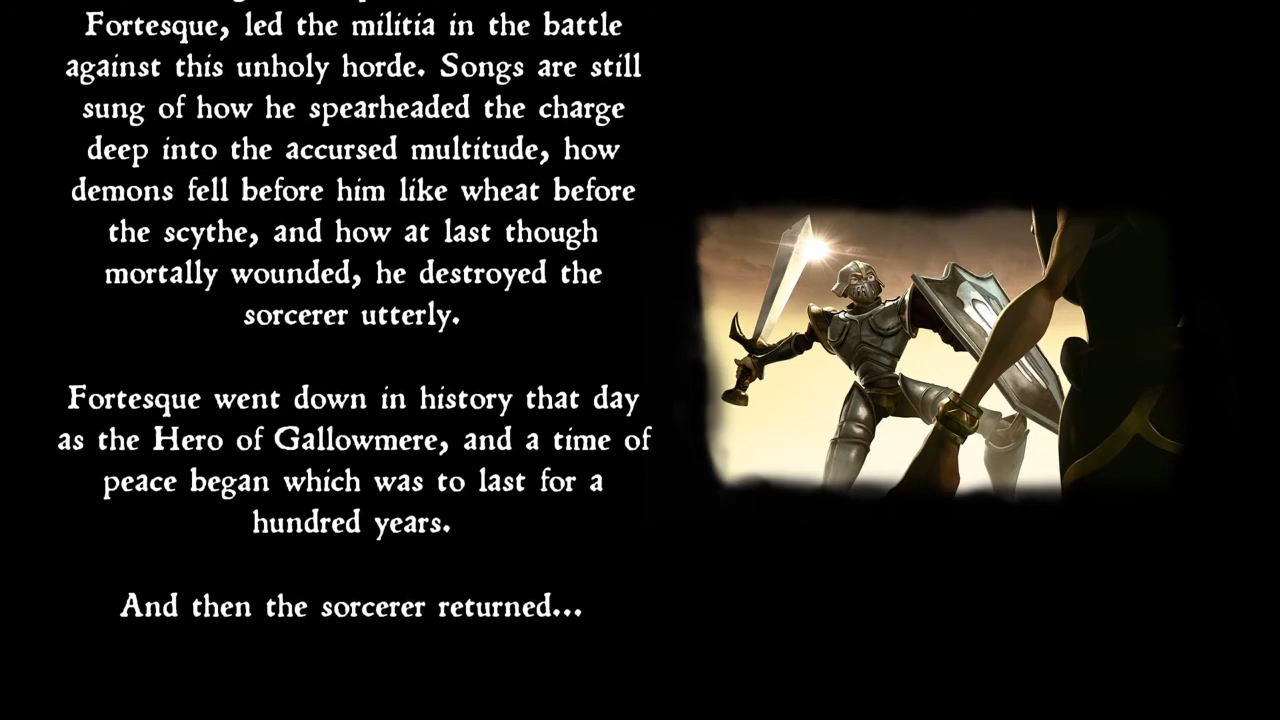 Fortesque, led the militia in the battle
against this unholy horde. Songs are still
sung of how he spearheaded the charge
deep into the accursed multitude, how
demons fell before him like wheat before
the scythe, and how at last though
mortally wounded, he destroyed the
sorcerer utterly.
Fortesque went down in history that day
as the Hero of Gallowmere, and a time of
peace began which was to last for a
hundred years.
And then the sorcerer returned...